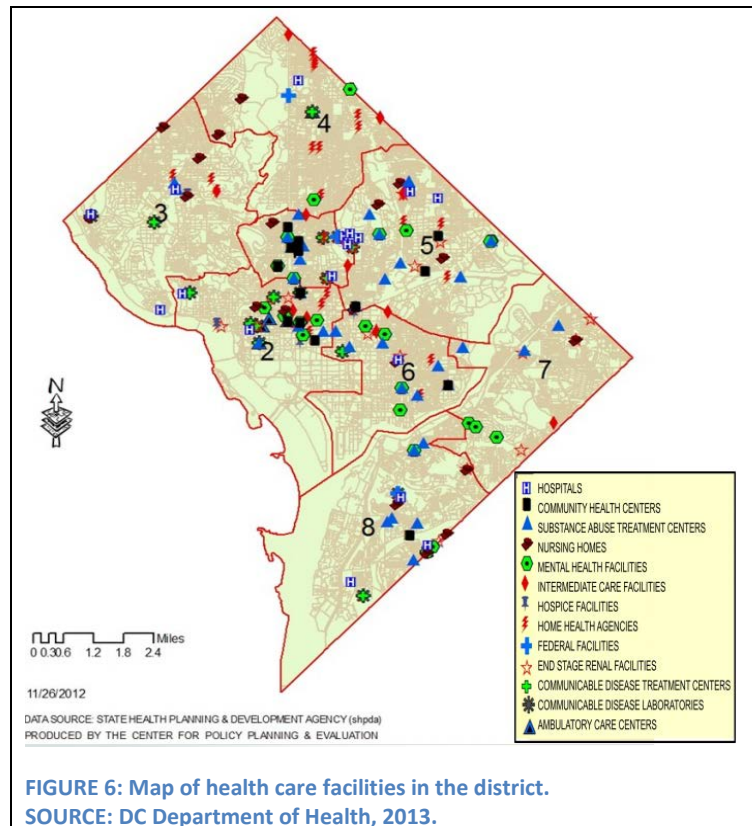 4
3
5
2
6
7
8
N
HOSPITALS
COMMUNITY HEALTH CENTERS
SUBSTANCE ABUSE TREATMENT CENTERS
NURSING HOMES
MENTAL HEALTH FACILITIES
INTERMEDIATE CARE FACILITIES
HOSPICE FACILITIES
HOME HEALTH AGENCIES
FEDERAL FACILITIES
END STAGE RENAL FACILITIES
COMMUNICABLE DISEASE TREATMENT CENTERS
COMMUNICABLE DISEASE LABORATORIES
AMBULATORY CARE CENTERS
Miles
0 0.30.6 1.2 1.8 2.4
11/26/2012
DATA SOURCE: STATE HEALTH PLANNING & DEVELOPMENT AGENCY (shpda)
PRODUCED BY THE CENTER FOR POLICY PLANNING & EVALUATION
FIGURE 6: Map of health care facilities in the district.
SOURCE: DC Department of Health, 2013.